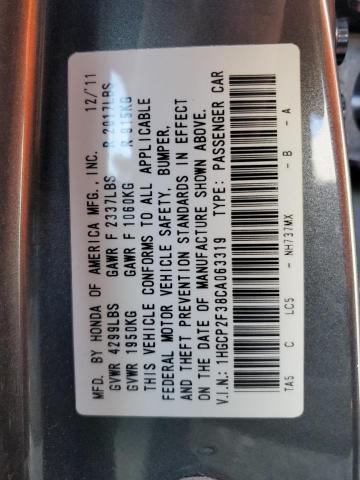 MFD. BY HONDA OF AMERICA MFG., INC. 12/'11
GVWR 4299LBS GAWR F 2337LBS R 2017LBS
GVWR 1950KG GAWR F 1060KG R 915KG
THIS VEHICLE CONFORMS TO ALL APPLICABLE
FEDERAL MOTOR VEHICLE SAFETY, BUMPER,
AND THEFT PREVENTION STANDARDS IN EFFECT
ON THE DATE OF MANUFACTURE SHOWN ABOVE.
V.I.N.: 1HGCP2F38CA063319 TYPE: PASSENGER CAR
TA5 C LC5 - NH737MX - B - A